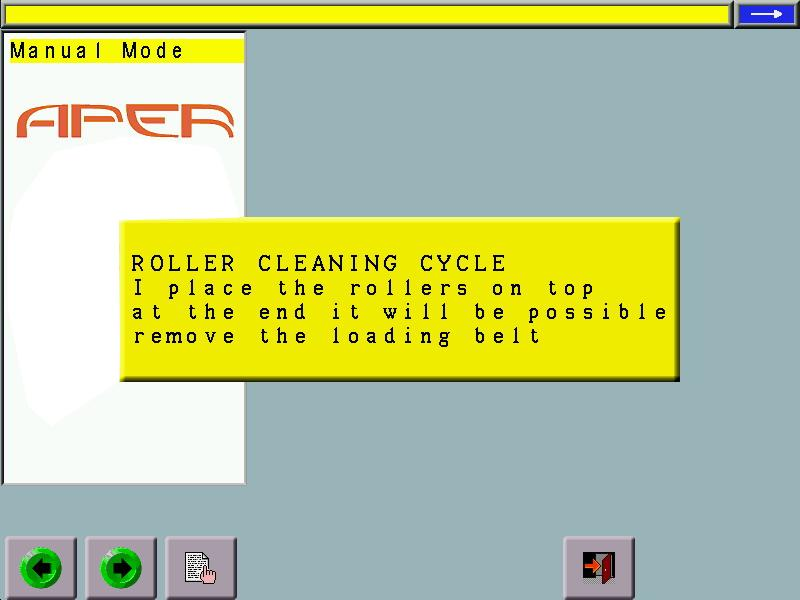 Manual Mode
APER
ROLLER CLEANING CYCLE
I place the rollers on top
at the end it will be possible
remove the loading belt